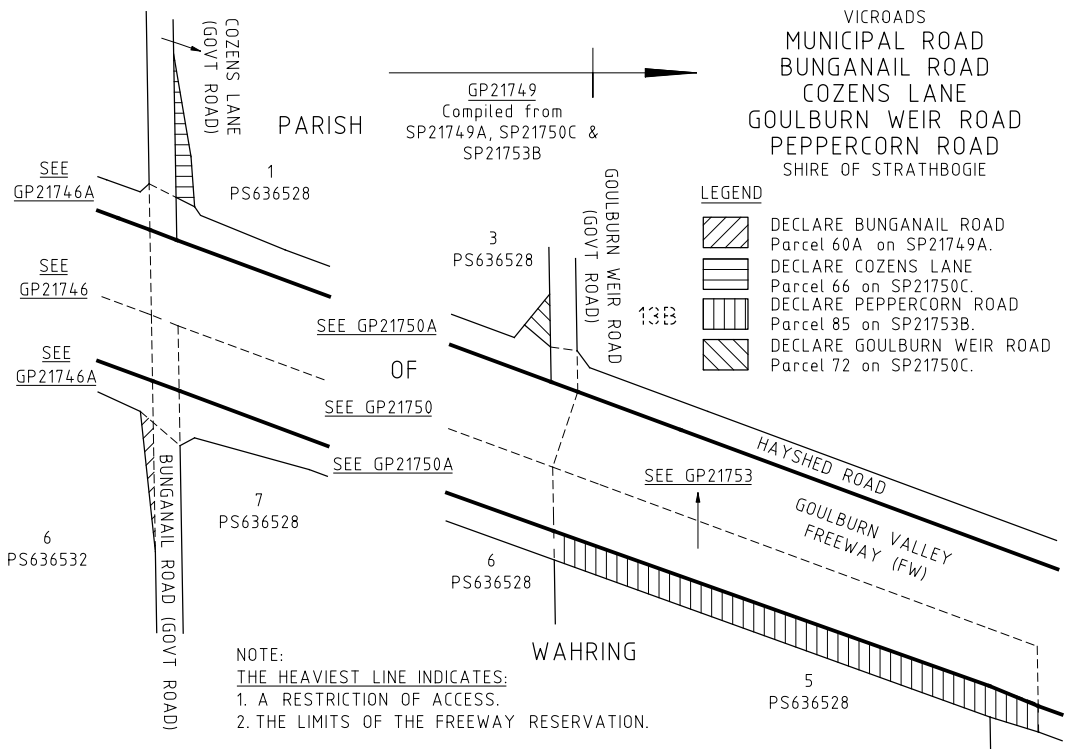 VICROADS
MUNICIPAL ROAD
BUNGANAIL ROAD
COZENS LANE
GOULBURN WEIR ROAD
PEPPERCORN ROAD
SHIRE OF STRATHBOGIE
LEGEND
DECLARE BUNGANAIL ROAD
Parcel 60A on SP21749A.
DECLARE COZENS LANE
Parcel 66 on SP21750C.
DECLARE PEPPERCORN ROAD
Parcel 85 on SP21753B.
DECLARE GOULBURN WEIR ROAD
Parcel 72 on SP21750C.
GP21749
Compiled from
SP21749A, SP21750C &
SP21753B
COZENS LANE
(GOVT ROAD)
PARISH
SEE
GP21746A
1
PS636528
SEE
GP21746
SEE
GP21746A
SEE GP21750A
OF
SEE GP21750
SEE GP21750A
3
PS636528
GOULBURN WEIR ROAD
(GOVT ROAD)
13B
HAYSHED ROAD
SEE GP21753
GOULBURN VALLEY
FREEWAY (FW)
BUNGANAIL ROAD (GOVT ROAD)
7
PS636528
6
PS636532
6
PS636528
WAHRING
5
PS636528
NOTE:
THE HEAVIEST LINE INDICATES:
1. A RESTRICTION OF ACCESS.
2. THE LIMITS OF THE FREEWAY RESERVATION.